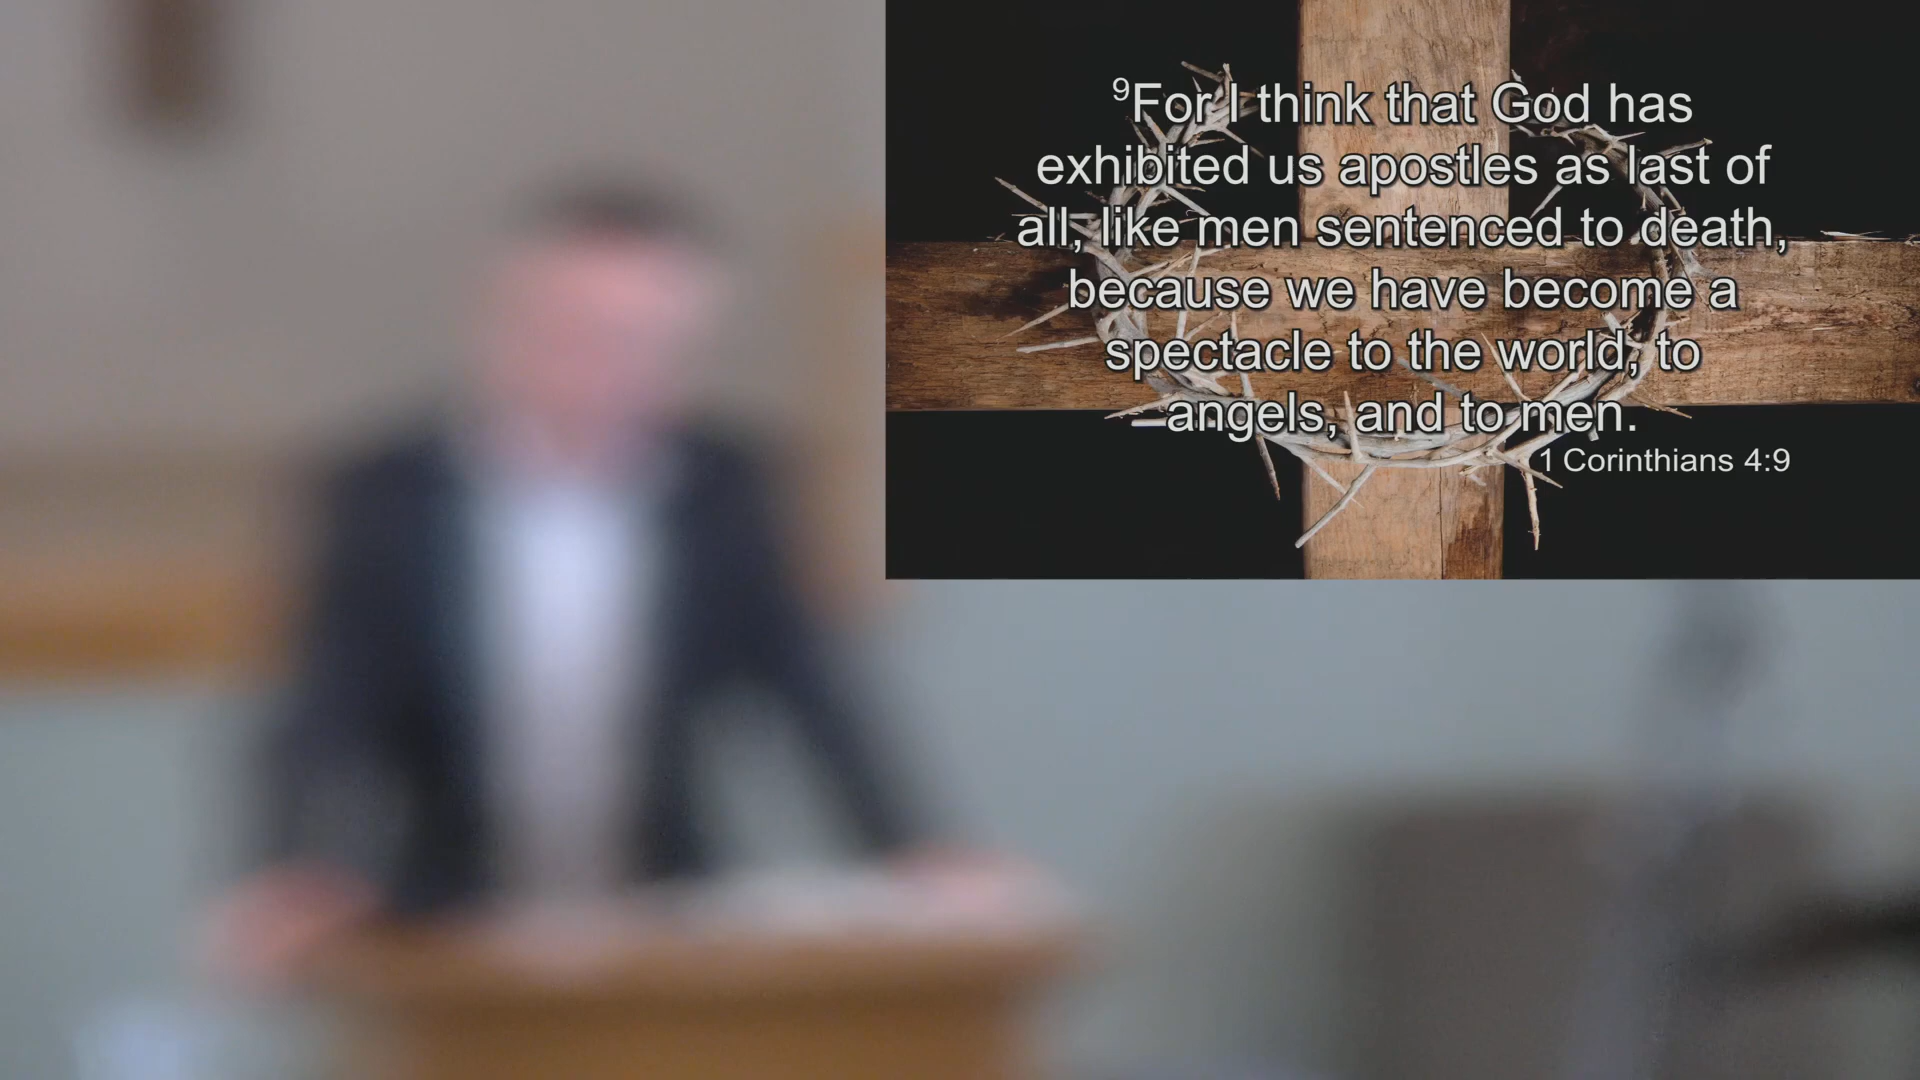 ⁹For I think that God has
exhibited us apostles as last of
all, like men sentenced to death,
because we have become a
spectacle to the world, to
angels, and to men.
1 Corinthians 4:9